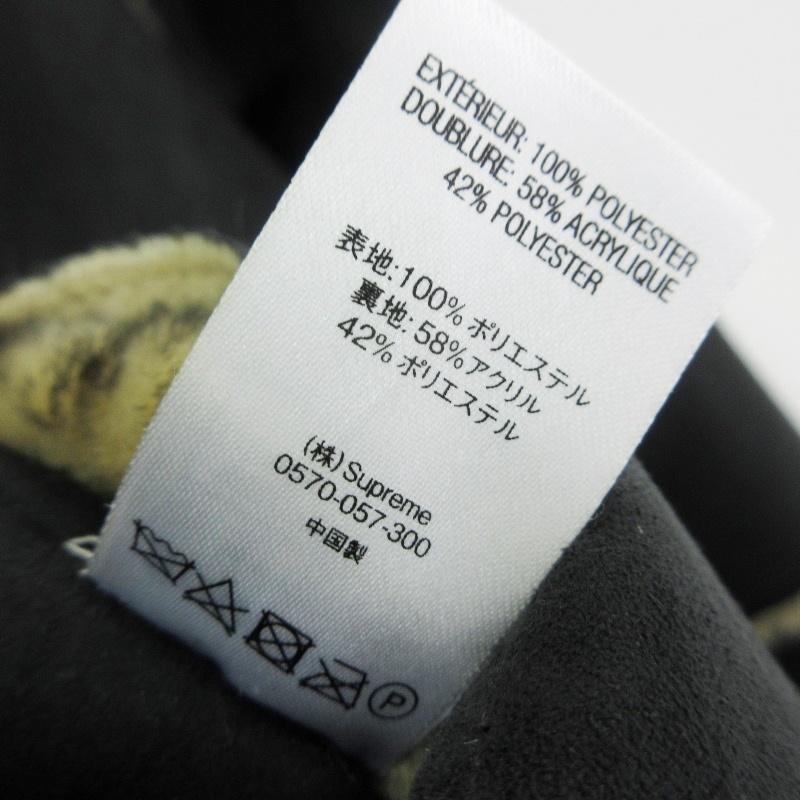 EXTÉRIEUR: 100% POLYESTER
DOUBLURE: 58% ACRYLIQUE
42% POLYESTER
表地:100% ポリエステル
裏地:58%アクリル
42% ポリエステル
(株)Supreme
0570-057-300
中国製
P